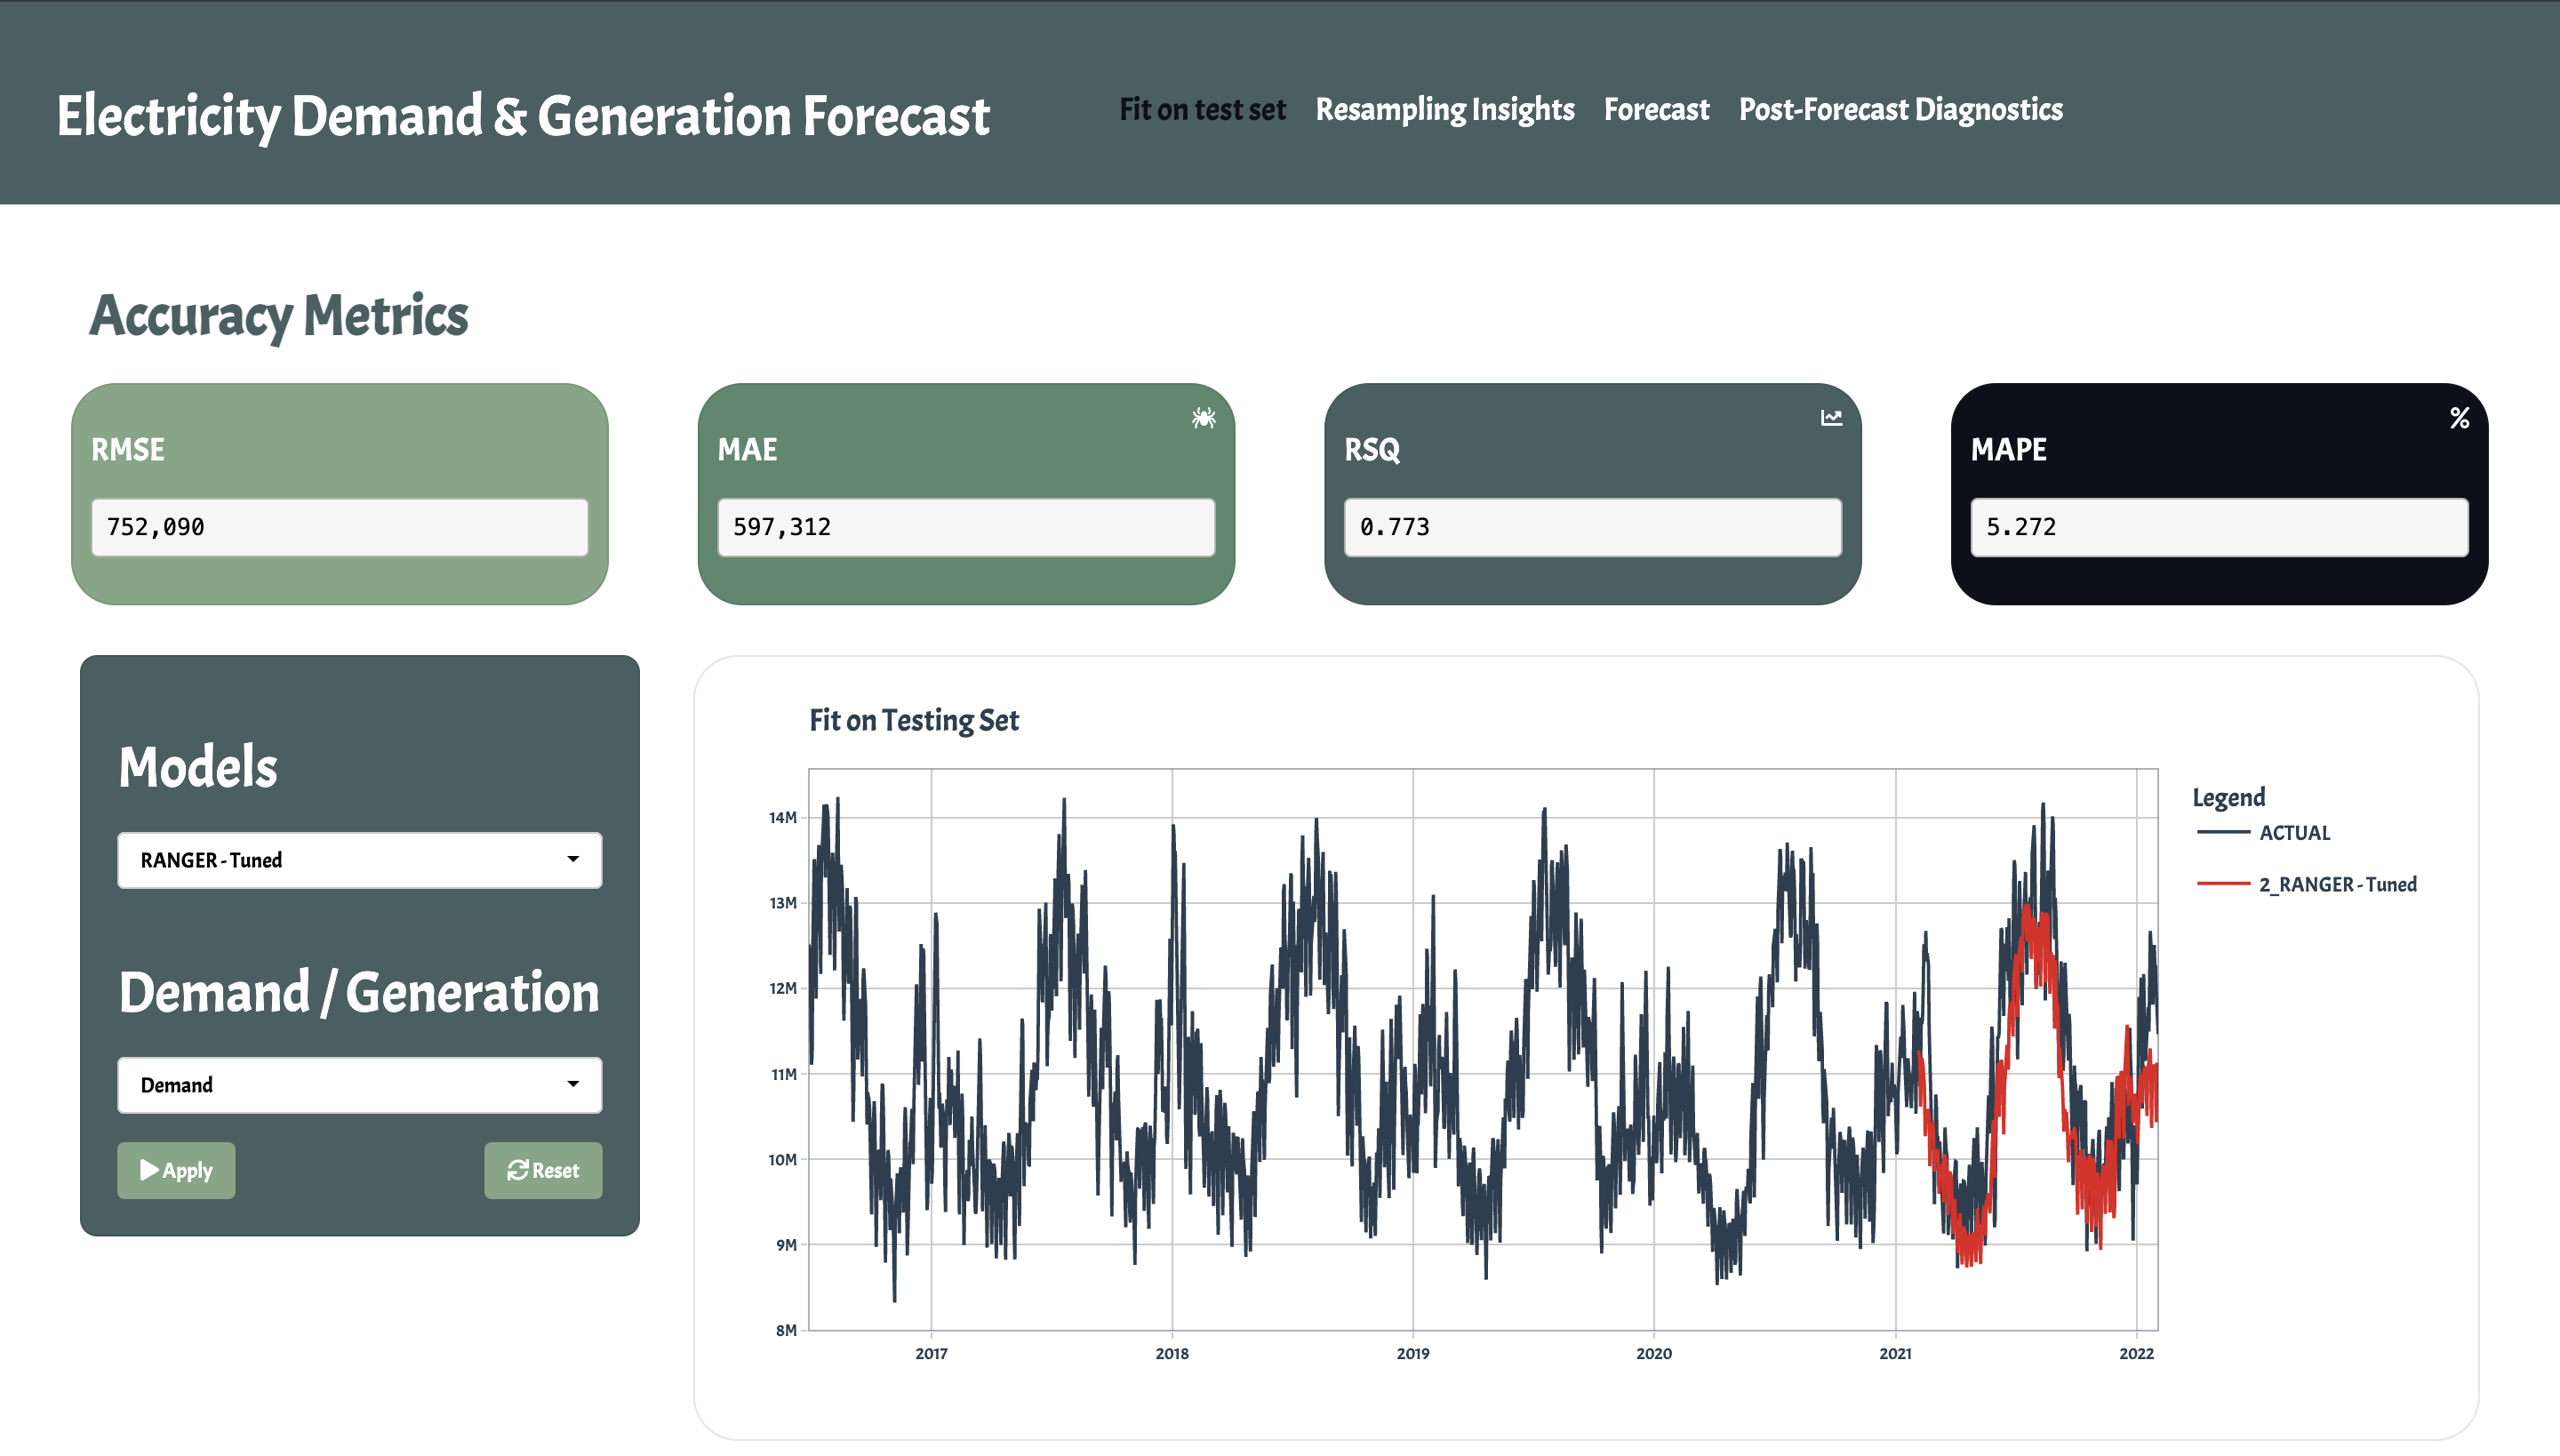 Electricity Demand & Generation Forecast
Fit on test set
Resampling Insights
Forecast
Post-Forecast Diagnostics
Accuracy Metrics
RMSE
752,090
MAE
597,312
RSQ
0.773
%
MAPE
5.272
Models
RANGER - Tuned
Demand / Generation
Demand
Apply
Reset
Fit on Testing Set
14M
13M
12M
11M
10M
9M
8M
2017
2018
2019
2020
2021
2022
Legend
ACTUAL
2_RANGER - Tuned